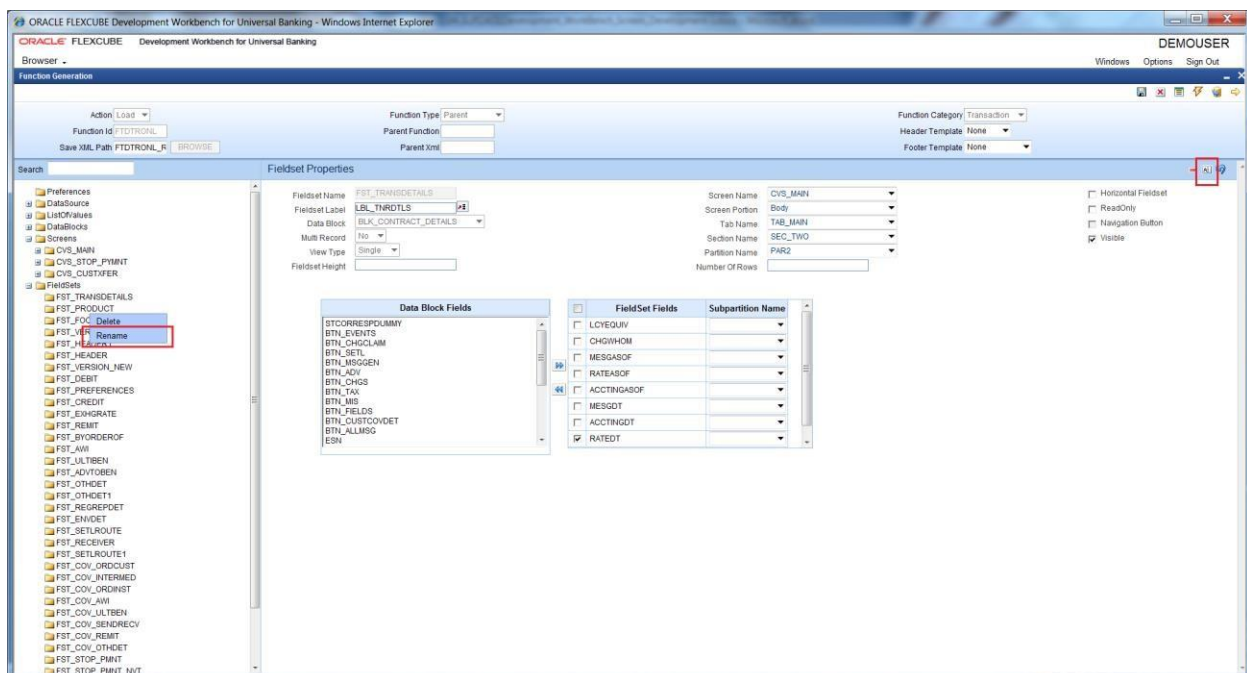 ORACLE FLEXCUBE Development Workbench for Universal Banking - Windows Internet Explorer
ORACLE FLEXCUBE Development Workbench for Universal Banking
DEMOUSER
Browser
Windows Options Sign Out
Function Generation
Action Load
Function Type Parent
Function Category Transaction
Function Id FTDTRONL
Parent Function
Header Template None
Save XML Path FTDTRONL_R BROWSE
Parent Xml
Footer Template None
Search
Fieldset Properties
Preferences
DataSource
ListOfValues
DataBlocks
Screens
CVS_MAIN
CVS_STOP_PYMNT
CVS_CUSTXFER
FieldSets
FST_TRANSDETAILS
FST_PRODUCT
FST_FOO
FST_VER
FST_HEADER1
FST_HEADER
FST_VERSION_NEW
FST_DEBIT
FST_PREFERENCES
FST_CREDIT
FST_EXHGRATE
FST_REMIT
FST_BYORDEROF
FST_AWI
FST_ULTIBEN
FST_ADVTOBEN
FST_OTHDET
FST_OTHDET1
FST_REGREPDET
FST_ENVDET
FST_SETLROUTE
FST_RECEIVER
FST_SETLROUTE1
FST_COV_ORDCUST
FST_COV_INTERMED
FST_COV_ORDINST
FST_COV_AWI
FST_COV_ULTBEN
FST_COV_SENDRECV
FST_COV_REMIT
FST_COV_OTHDET
FST_STOP_PMNT
FST_STOP_PMNT_NVT
Delete
Rename
Fieldset Name FST_TRANSDETAILS
Fieldset Label LBL_TNRDTLS
Data Block BLK_CONTRACT_DETAILS
Multi Record No
View Type Single
Fieldset Height
Screen Name CVS_MAIN
Screen Portion Body
Tab Name TAB_MAIN
Section Name SEC_TWO
Partition Name PAR2
Number Of Rows
Horizontal Fieldset
ReadOnly
Navigation Button
Visible
Data Block Fields
STCORRESPDUMMY
BTN_EVENTS
BTN_CHGCLAIM
BTN_SETL
BTN_MSGGEN
BTN_ADV
BTN_CHGS
BTN_TAX
BTN_MIS
BTN_FIELDS
BTN_CUSTCOVDET
BTN_ALLMSG
ESN
FieldSet Fields Subpartition Name
LCYEQUIV
CHGWHOM
MESGASOF
RATEASOF
ACCTINGASOF
MESGDT
ACCTINGDT
RATEDT